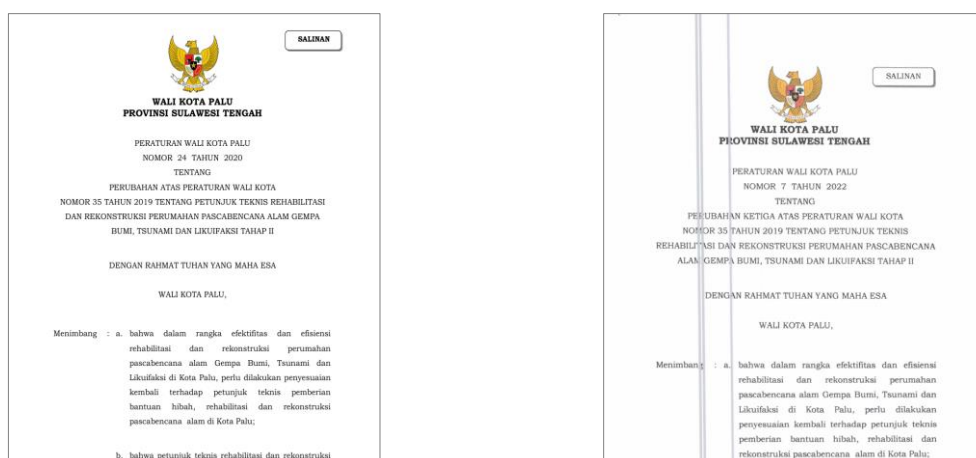 SALINAN
WALI KOTA PALU
PROVINSI SULAWESI TENGAH
PERATURAN WALI KOTA PALU
NOMOR 24 TAHUN 2020
TENTANG
PERUBAHAN ATAS PERATURAN WALI KOTA
NOMOR 35 TAHUN 2019 TENTANG PETUNJUK TEKNIS REHABILITASI
DAN REKONSTRUKSI PERUMAHAN PASCABENCANA ALAM GEMPA
BUMI, TSUNAMI DAN LIKUIFAKSI TAHAP II
DENGAN RAHMAT TUHAN YANG MAHA ESA
WALI KOTA PALU,
Menimbang : a. bahwa dalam rangka efektifitas dan efisiensi
rehabilitasi dan rekonstruksi perumahan
pascabencana alam Gempa Bumi, Tsunami dan
Likuifaksi di Kota Palu, perlu dilakukan penyesuaian
kembali terhadap petunjuk teknis pemberian
bantuan hibah, rehabilitasi dan rekonstruksi
pascabencana alam di Kota Palu;
b. bahwa petunjuk teknis rehabilitasi dan rekonstruksi
SALINAN
WALI KOTA PALU
PROVINSI SULAWESI TENGAH
PERATURAN WALI KOTA PALU
NOMOR 7 TAHUN 2022
TENTANG
PERUBAHAN KETIGA ATAS PERATURAN WALI KOTA
NOMOR 35 TAHUN 2019 TENTANG PETUNJUK TEKNIS
REHABILITASI DAN REKONSTRUKSI PERUMAHAN PASCABENCANA
ALAM GEMPA BUMI, TSUNAMI DAN LIKUIFAKSI TAHAP II
DENGAN RAHMAT TUHAN YANG MAHA ESA
WALI KOTA PALU,
Menimbang : a. bahwa dalam rangka efektifitas dan efisiensi
rehabilitasi dan rekonstruksi perumahan
pascabencana alam Gempa Bumi, Tsunami dan
Likuifaksi di Kota Palu, perlu dilakukan
penyesuaian kembali terhadap petunjuk teknis
pemberian bantuan hibah, rehabilitasi dan
rekonstruksi pascabencana alam di Kota Palu;